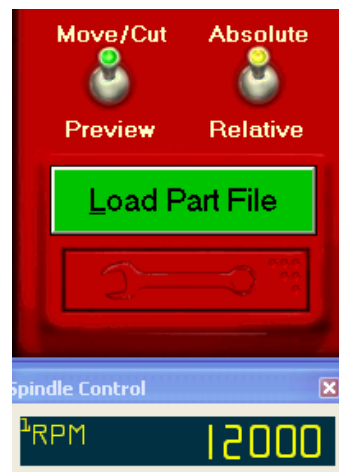 Move/Cut Absolute
Preview Relative
Load Part File
Spindle Control
1RPM 12000